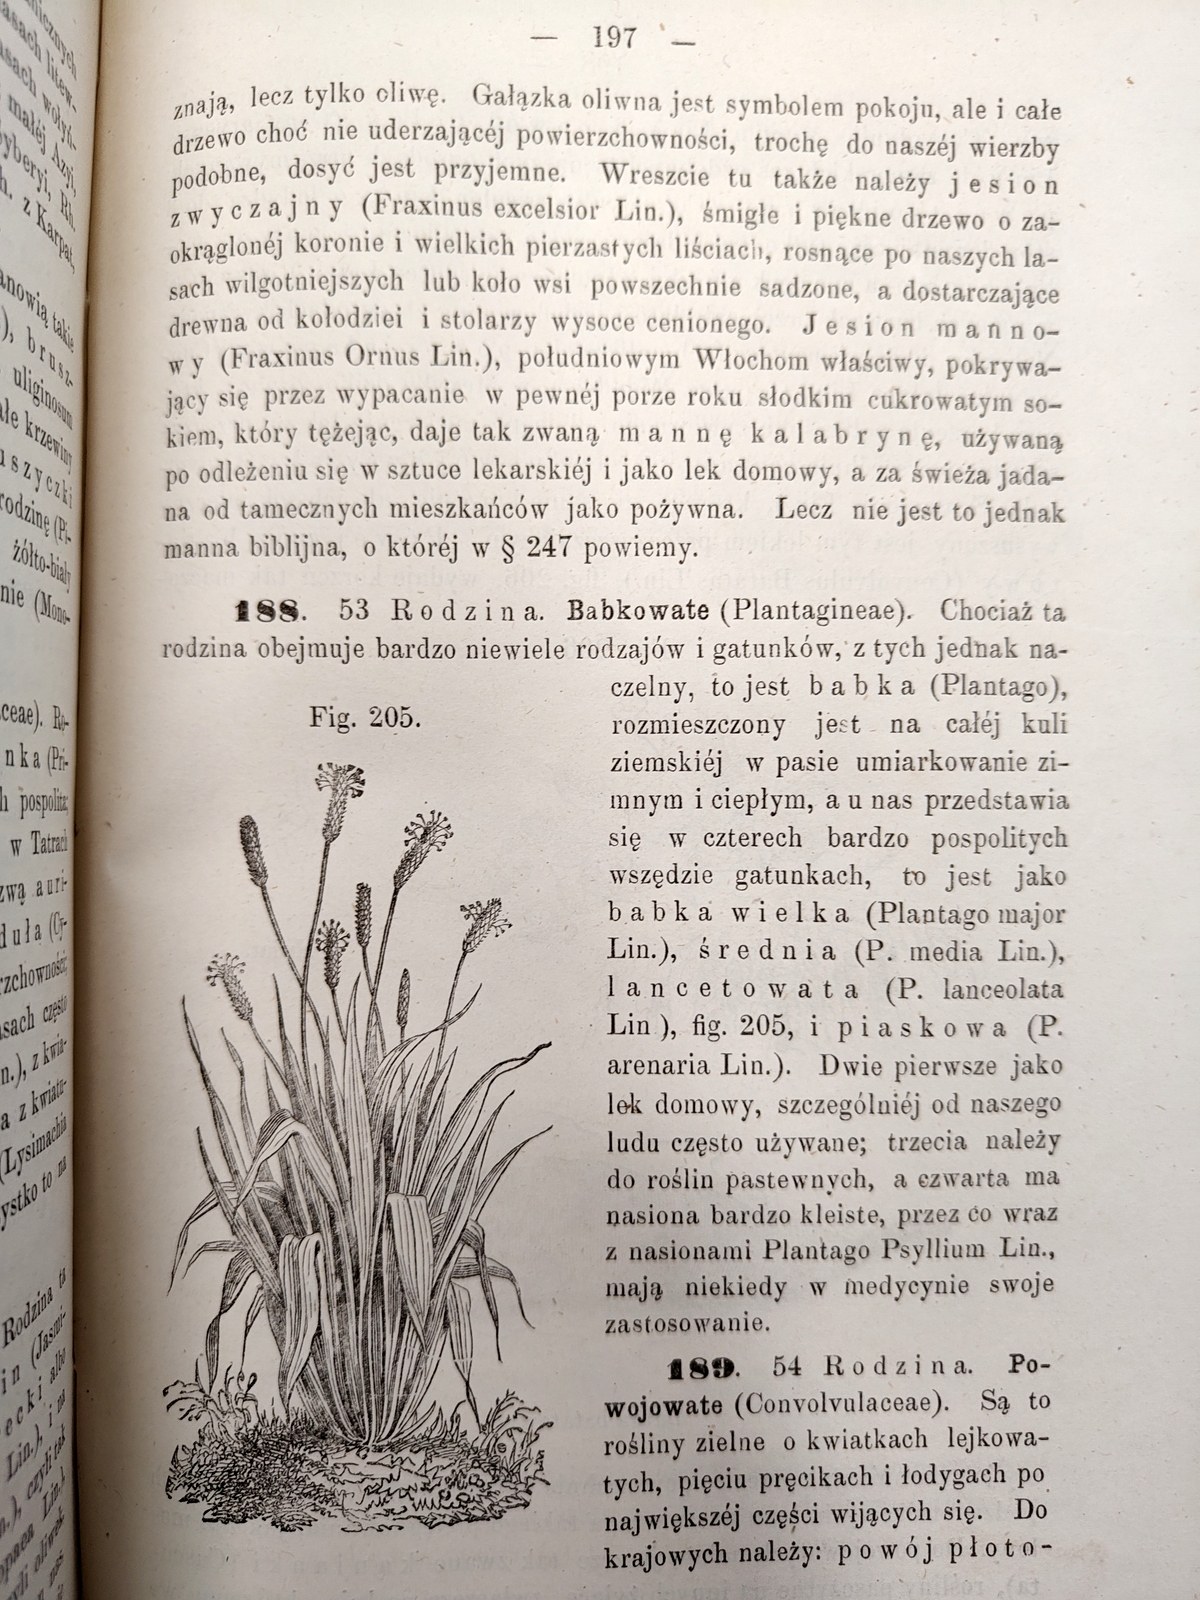 — 197 —
znają, lecz tylko oliwę. Gałązka oliwna jest symbolem pokoju, ale i całe
drzewo choć nie uderzającéj powierzchowności, trochę do naszéj wierzby
podobne, dosyć jest przyjemne. Wreszcie tu także należy jesion
zwyczajny (Fraxinus excelsior Lin.), śmigłe i piękne drzewo o za-
okrąglonéj koronie i wielkich pierzastych liściach, rosnące po naszych la-
sach wilgotniejszych lub koło wsi powszechnie sadzone, a dostarczające
drewna od kołodziei i stolarzy wysoce cenionego. Jesion manno-
wy (Fraxinus Ornus Lin.), południowym Włochom właściwy, pokrywa-
jący się przez wypacanie w pewnéj porze roku słodkim cukrowatym so-
kiem, który tężejąc, daje tak zwaną mannę kalabrynę, używaną
po odleżeniu się w sztuce lekarskiéj i jako lek domowy, a za świeża jada-
na od tamecznych mieszkańców jako pożywna. Lecz nie jest to jednak
manna biblijna, o któréj w § 247 powiemy.
188. 53 Rodzina. Babkowate (Plantagineae). Chociaż ta
rodzina obejmuje bardzo niewiele rodzajów i gatunków, z tych jednak na-
czelny, to jest babka (Plantago),
Fig. 205.
rozmieszczony jest na całéj kuli
ziemskiéj w pasie umiarkowanie zi-
mnym i ciepłym, a u nas przedstawia
się w czterech bardzo pospolitych
wszędzie gatunkach, to jest jako
babka wielka (Plantago major
Lin.), średnia (P. media Lin.),
lancetowata (P. lanceolata
Lin), fig. 205, i piaskowa (P.
arenaria Lin.). Dwie pierwsze jako
lek domowy, szczególniéj od naszego
ludu często używane; trzecia należy
do roślin pastewnych, a czwarta ma
nasiona bardzo kleiste, przez co wraz
z nasionami Plantago Psyllium Lin.,
mają niekiedy w medycynie swoje
zastosowanie.
189. 54 Rodzina. Po-
wojowate (Convolvulaceae). Są to
rośliny zielne o kwiatkach lejkowa-
tych, pięciu pręcikach i łodygach po
największéj części wijących się. Do
krajowych należy: powój płoto-